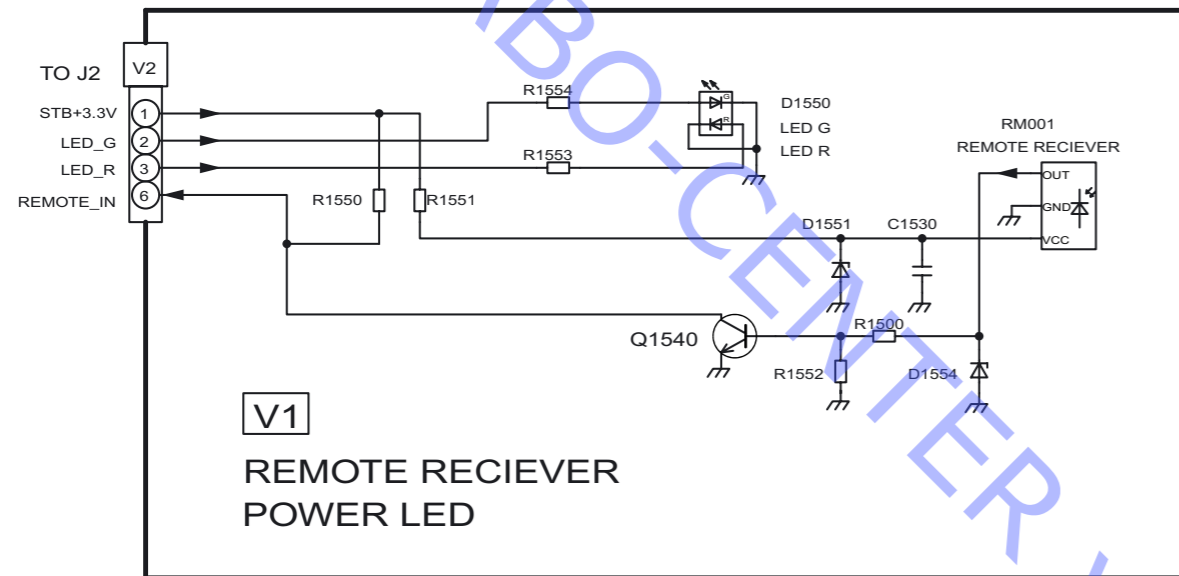 TO J2
V2
STB+3.3V
1
LED_G
2
LED_R
3
REMOTE_IN
6
R1554
G
R
D1550
LED G
LED R
R1553
R1550
R1551
RM001
REMOTE RECIEVER
OUT
GND
VCC
D1551
C1530
Q1540
R1500
R1552
D1554
V1
REMOTE RECIEVER
POWER LED
ABO-CENTER